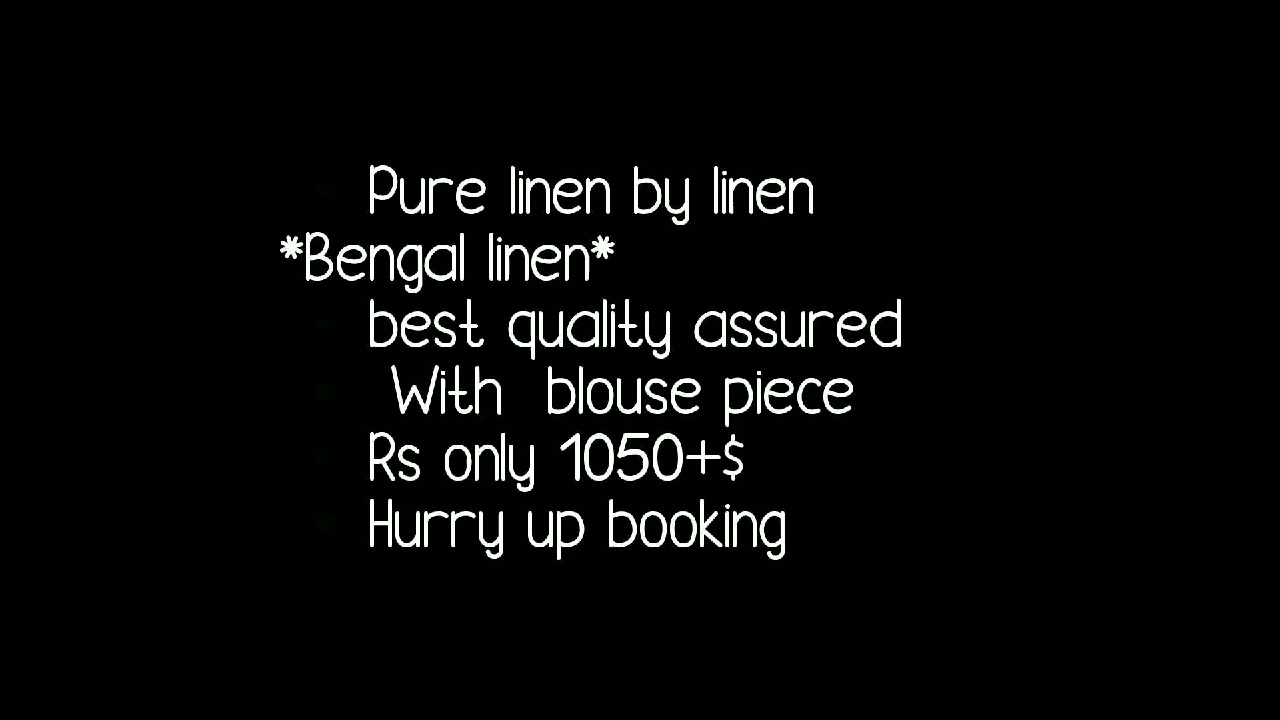 Pure linen by linen
*Bengal linen*
best quality assured
With blouse piece
Rs only 1050+$
Hurry up booking